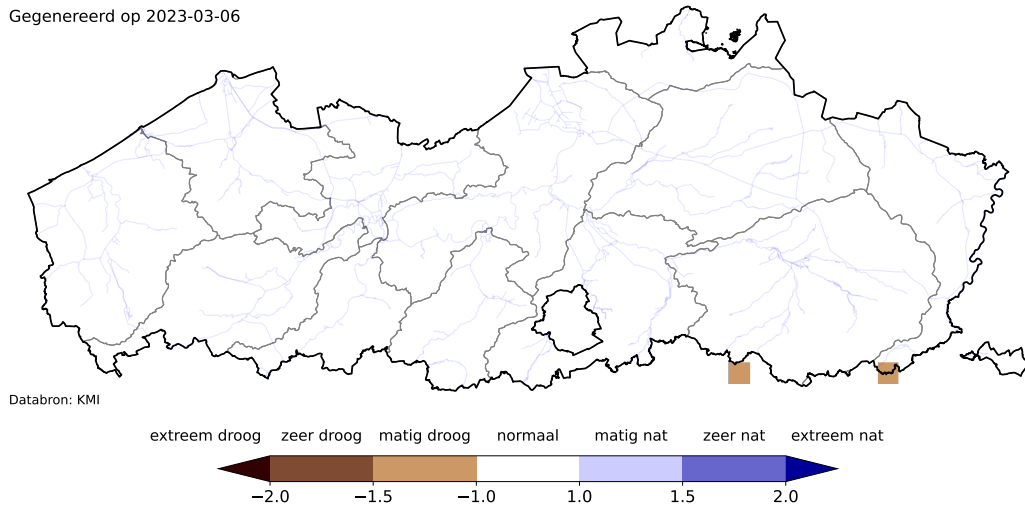 Gegenereerd op 2023-03-06
Databron: KMI
extreem droog zeer droog matig droog normaal matig nat zeer nat extreem nat
−2.0 −1.5 −1.0 1.0 1.5 2.0